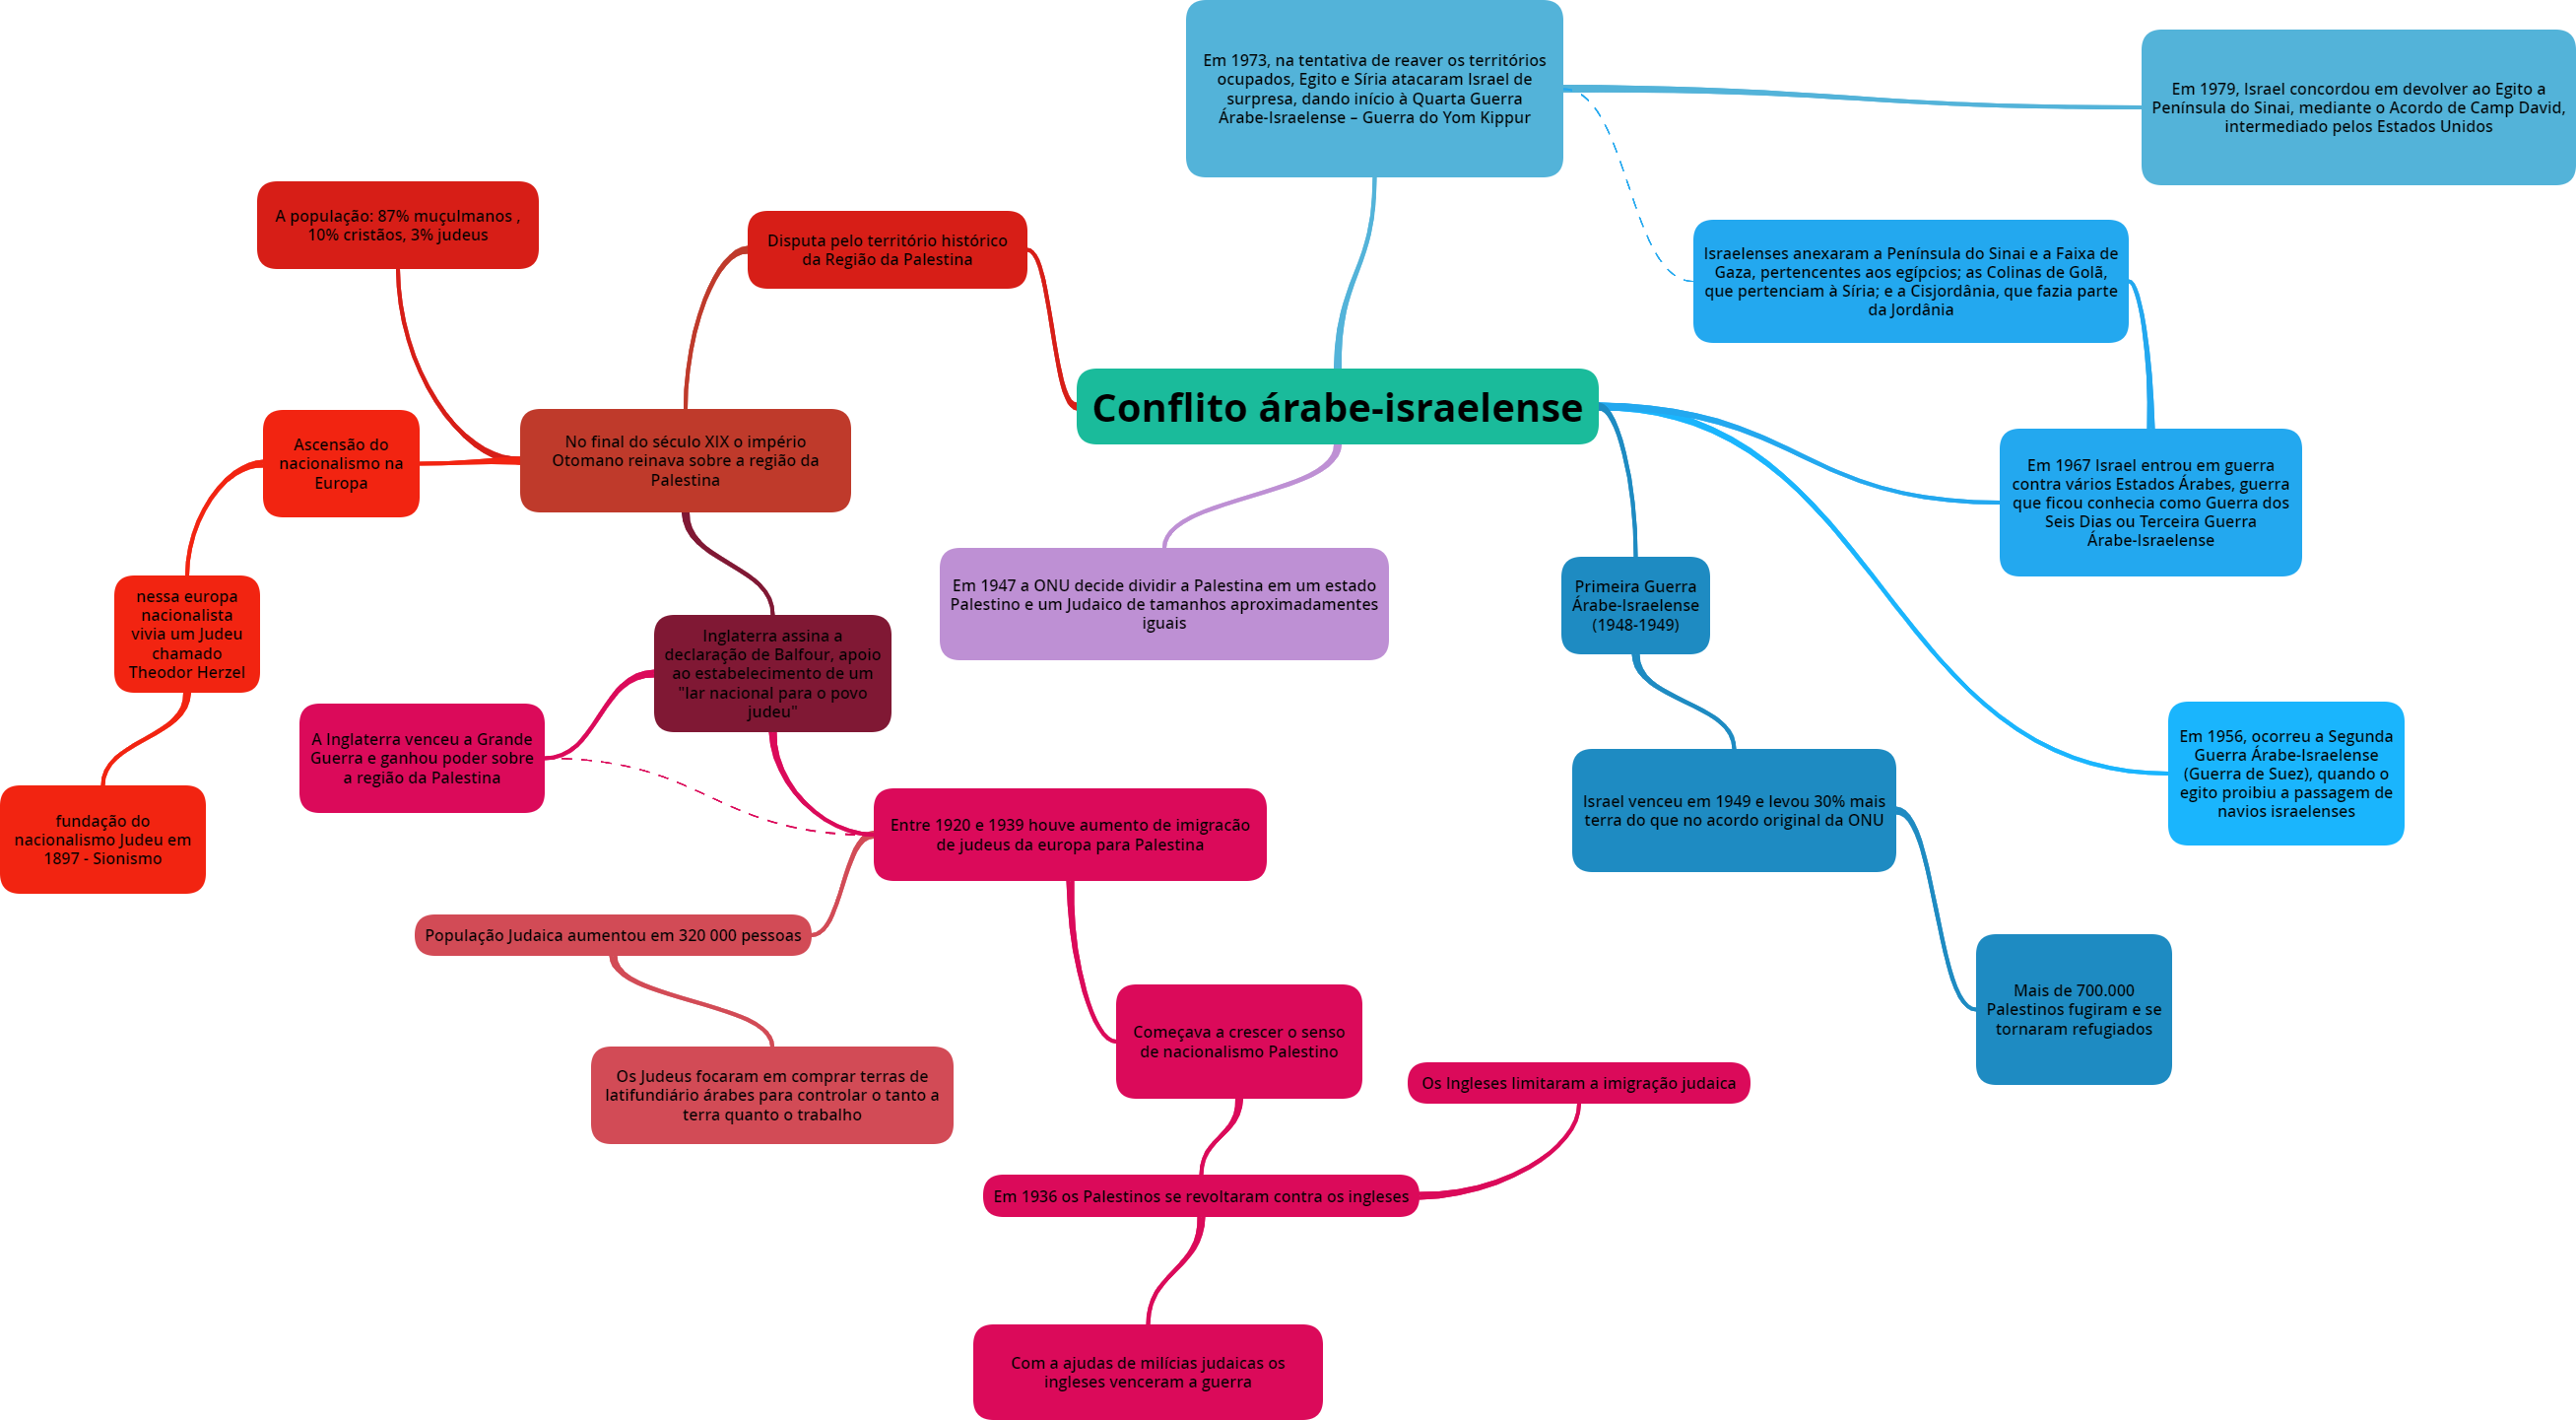 Em 1973, na tentativa de reaver os territórios
ocupados, Egito e Síria atacaram Israel de
surpresa, dando início à Quarta Guerra
Árabe-Israelense – Guerra do Yom Kippur
Em 1979, Israel concordou em devolver ao Egito a
Península do Sinai, mediante o Acordo de Camp David,
intermediado pelos Estados Unidos
A população: 87% muçulmanos ,
10% cristãos, 3% judeus
Disputa pelo território histórico
da Região da Palestina
Israelenses anexaram a Península do Sinai e a Faixa de
Gaza, pertencentes aos egípcios; as Colinas de Golã,
que pertenciam à Síria; e a Cisjordânia, que fazia parte
da Jordânia
Conflito árabe-israelense
Ascensão do
nacionalismo na
Europa
No final do século XIX o império
Otomano reinava sobre a região da
Palestina
Em 1967 Israel entrou em guerra
contra vários Estados Árabes, guerra
que ficou conhecia como Guerra dos
Seis Dias ou Terceira Guerra
Árabe-Israelense
Em 1947 a ONU decide dividir a Palestina em um estado
Palestino e um Judaico de tamanhos aproximadamentes
iguais
Primeira Guerra
Árabe-Israelense
(1948-1949)
nessa europa
nacionalista
vivia um Judeu
chamado
Theodor Herzel
Inglaterra assina a
declaração de Balfour, apoio
ao estabelecimento de um
"lar nacional para o povo
judeu"
A Inglaterra venceu a Grande
Guerra e ganhou poder sobre
a região da Palestina
Em 1956, ocorreu a Segunda
Guerra Árabe-Israelense
(Guerra de Suez), quando o
egito proibiu a passagem de
navios israelenses
fundação do
nacionalismo Judeu em
1897 - Sionismo
Entre 1920 e 1939 houve aumento de imigracão
de judeus da europa para Palestina
Israel venceu em 1949 e levou 30% mais
terra do que no acordo original da ONU
População Judaica aumentou em 320 000 pessoas
Mais de 700.000
Palestinos fugiram e se
tornaram refugiados
Começava a crescer o senso
de nacionalismo Palestino
Os Judeus focaram em comprar terras de
latifundiário árabes para controlar o tanto a
terra quanto o trabalho
Os Ingleses limitaram a imigração judaica
Em 1936 os Palestinos se revoltaram contra os ingleses
Com a ajudas de milícias judaicas os
ingleses venceram a guerra